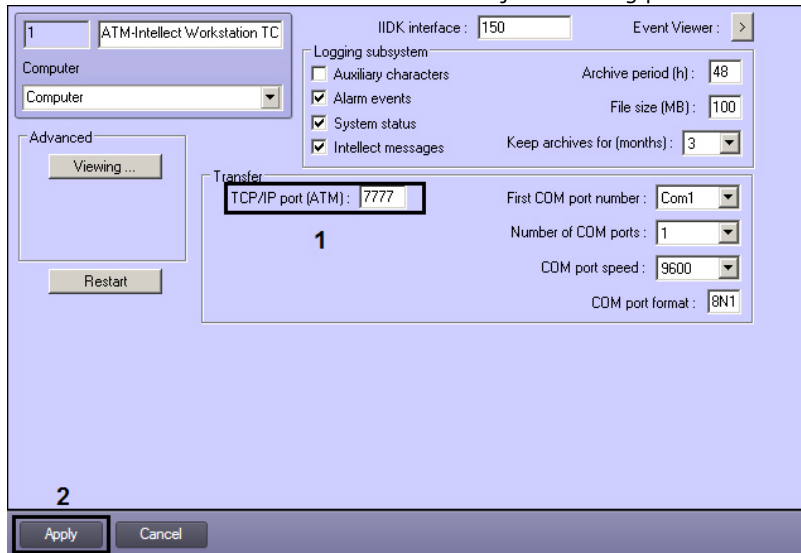 1 ATM-Intellect Workstation TC
IIDK interface : 150 Event Viewer : >
Computer
Computer
Logging subsystem
Auxiliary characters Archive period (h) : 48
Alarm events File size (MB) : 100
System status
Intellect messages Keep archives for (months) : 3
Advanced
Viewing ...
Restart
Transfer
TCP/IP port (ATM) : 7777 First COM port number : Com1
1 Number of COM ports : 1
COM port speed : 9600
COM port format : 8N1
2
Apply Cancel